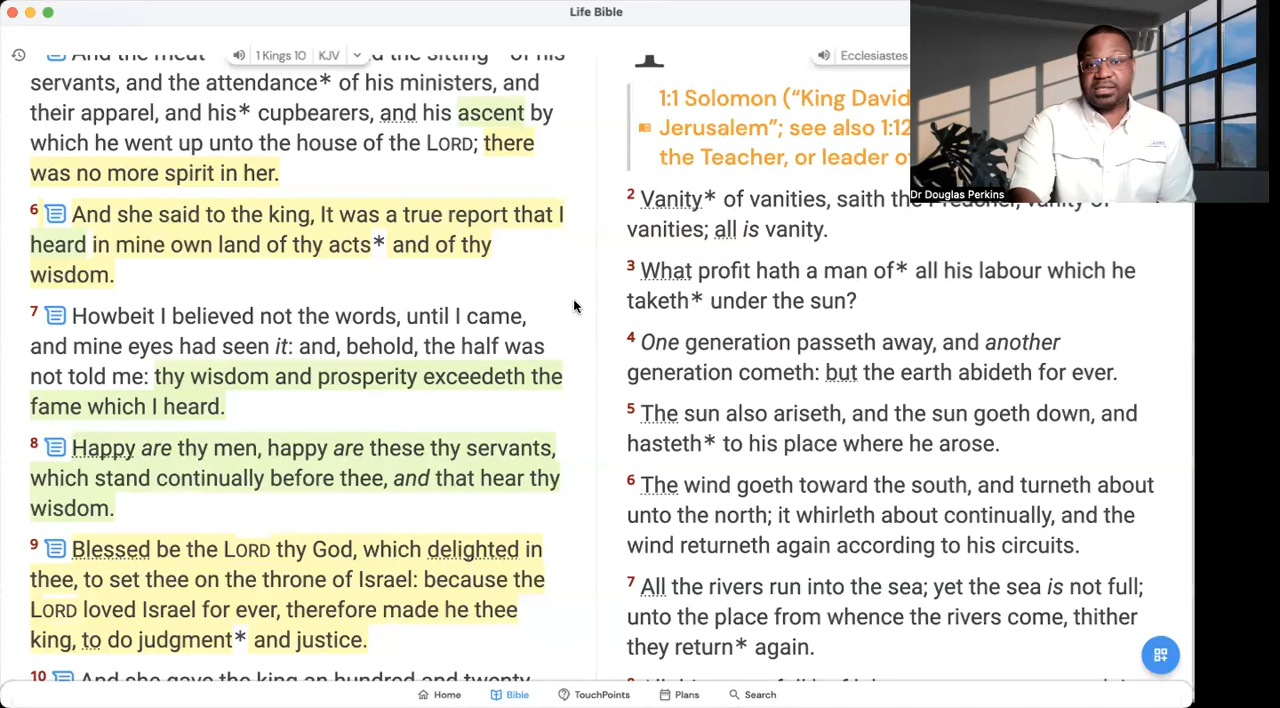 Life Bible
1 Kings 10 KJV
servants, and the attendance* of his ministers, and
their apparel, and his* cupbearers, and his ascent by
which he went up unto the house of the LORD; there
was no more spirit in her.
6 And she said to the king, It was a true report that I
heard in mine own land of thy acts* and of thy
wisdom.
7 Howbeit I believed not the words, until I came,
and mine eyes had seen it: and, behold, the half was
not told me: thy wisdom and prosperity exceedeth the
fame which I heard.
8 Happy are thy men, happy are these thy servants,
which stand continually before thee, and that hear thy
wisdom.
9 Blessed be the LORD thy God, which delighted in
thee, to set thee on the throne of Israel: because the
LORD loved Israel for ever, therefore made he thee
king, to do judgment* and justice.
10 And she gave the king an hundred and twenty
Ecclesiastes
1:1 Solomon (“King David
Jerusalem”; see also 1:12
the Teacher, or leader o
2 Vanity* of vanities, saith the Preacher, vanity of
vanities; all is vanity.
3 What profit hath a man of* all his labour which he
taketh* under the sun?
4 One generation passeth away, and another
generation cometh: but the earth abideth for ever.
5 The sun also ariseth, and the sun goeth down, and
hasteth* to his place where he arose.
6 The wind goeth toward the south, and turneth about
unto the north; it whirleth about continually, and the
wind returneth again according to his circuits.
7 All the rivers run into the sea; yet the sea is not full;
unto the place from whence the rivers come, thither
they return* again.
Dr Douglas Perkins
Home Bible TouchPoints Plans Search